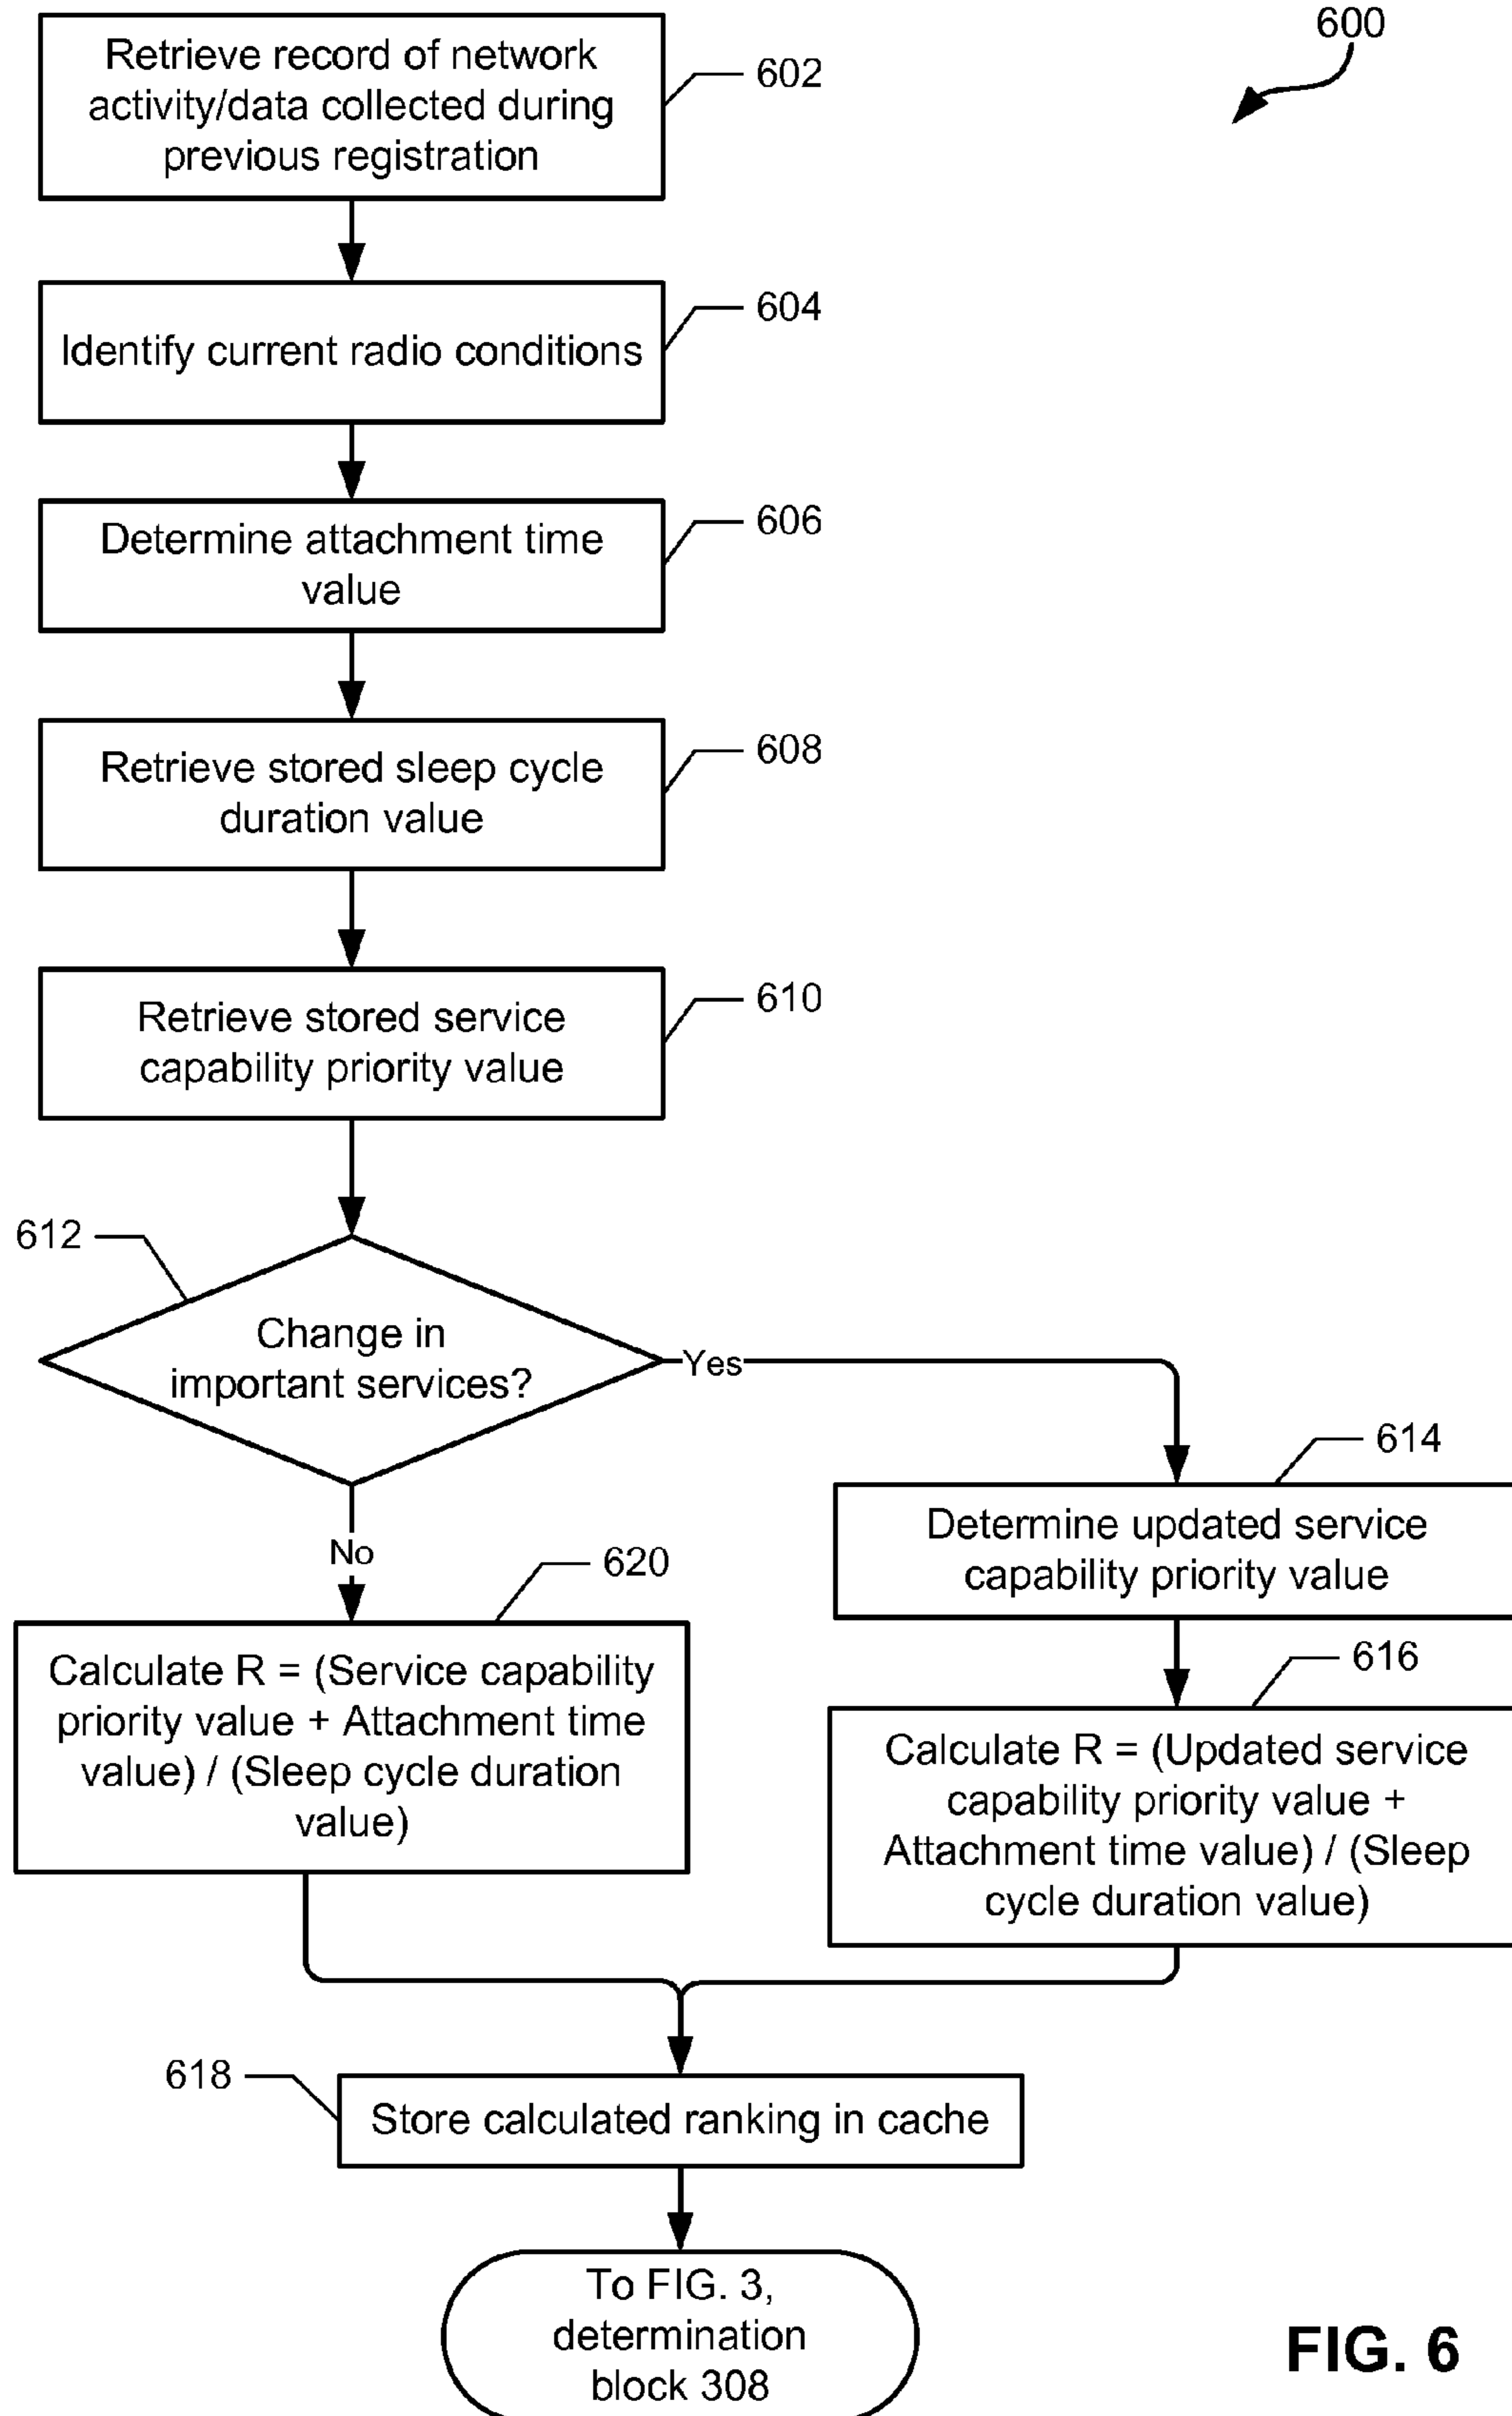 600
Retrieve record of network
activity/data collected during
previous registration
602
Identify current radio conditions
604
Determine attachment time
value
606
Retrieve stored sleep cycle
duration value
608
Retrieve stored service
capability priority value
610
612
Change in
important services?
Yes
No
614
Determine updated service
capability priority value
620
Calculate R = (Service capability
priority value + Attachment time
value) / (Sleep cycle duration
value)
616
Calculate R = (Updated service
capability priority value +
Attachment time value) / (Sleep
cycle duration value)
618
Store calculated ranking in cache
To FIG. 3,
determination
block 308
FIG. 6